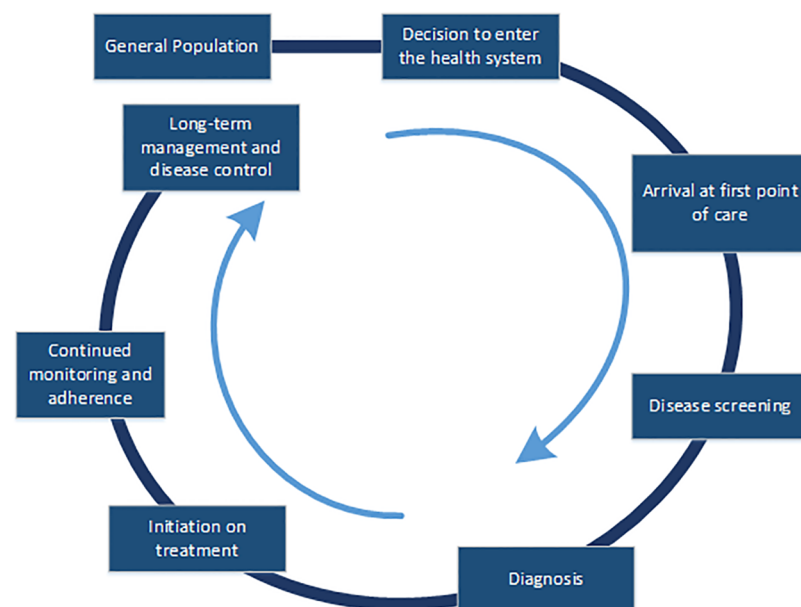 General Population
Decision to enter
the health system
Arrival at first point
of care
Disease screening
Diagnosis
Initiation on
treatment
Continued
monitoring and
adherence
Long-term
management and
disease control